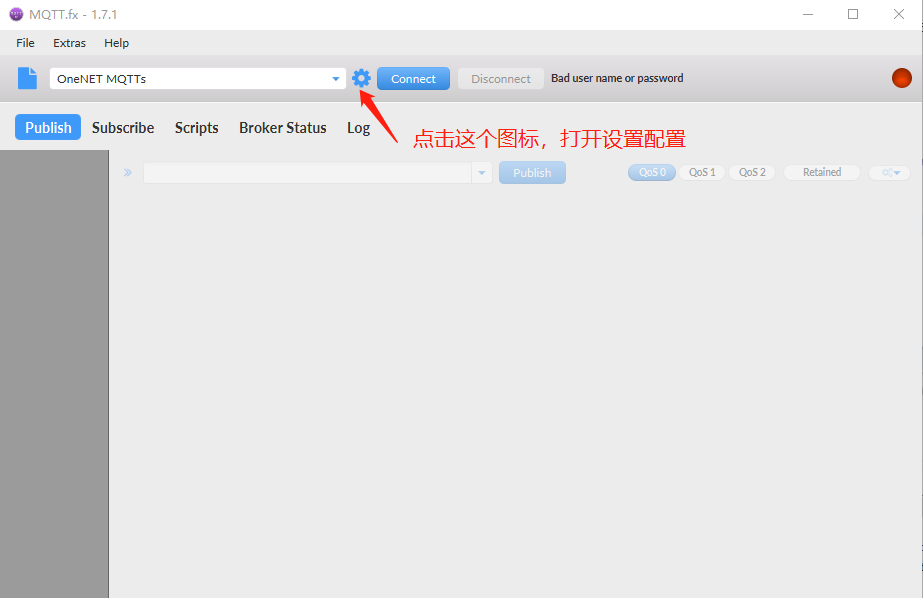 MQTT.fx - 1.7.1
File Extras Help
OneNET MQTTs Connect Disconnect Bad user name or password
Publish Subscribe Scripts Broker Status Log
点击这个图标，打开设置配置
» Publish QoS 0 QoS 1 QoS 2 Retained